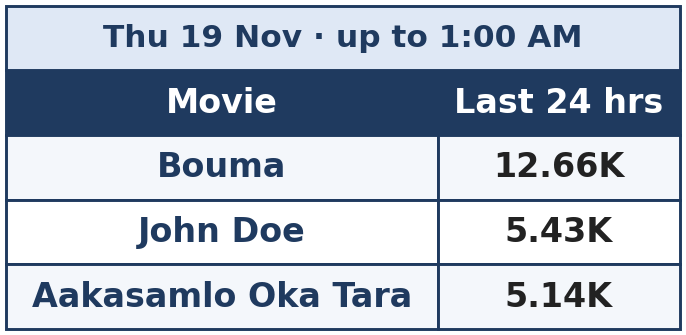 Thu 19 Nov · up to 1:00 AM
Movie Last 24 hrs
Bouma 12.66K
John Doe 5.43K
Aakasamlo Oka Tara 5.14K